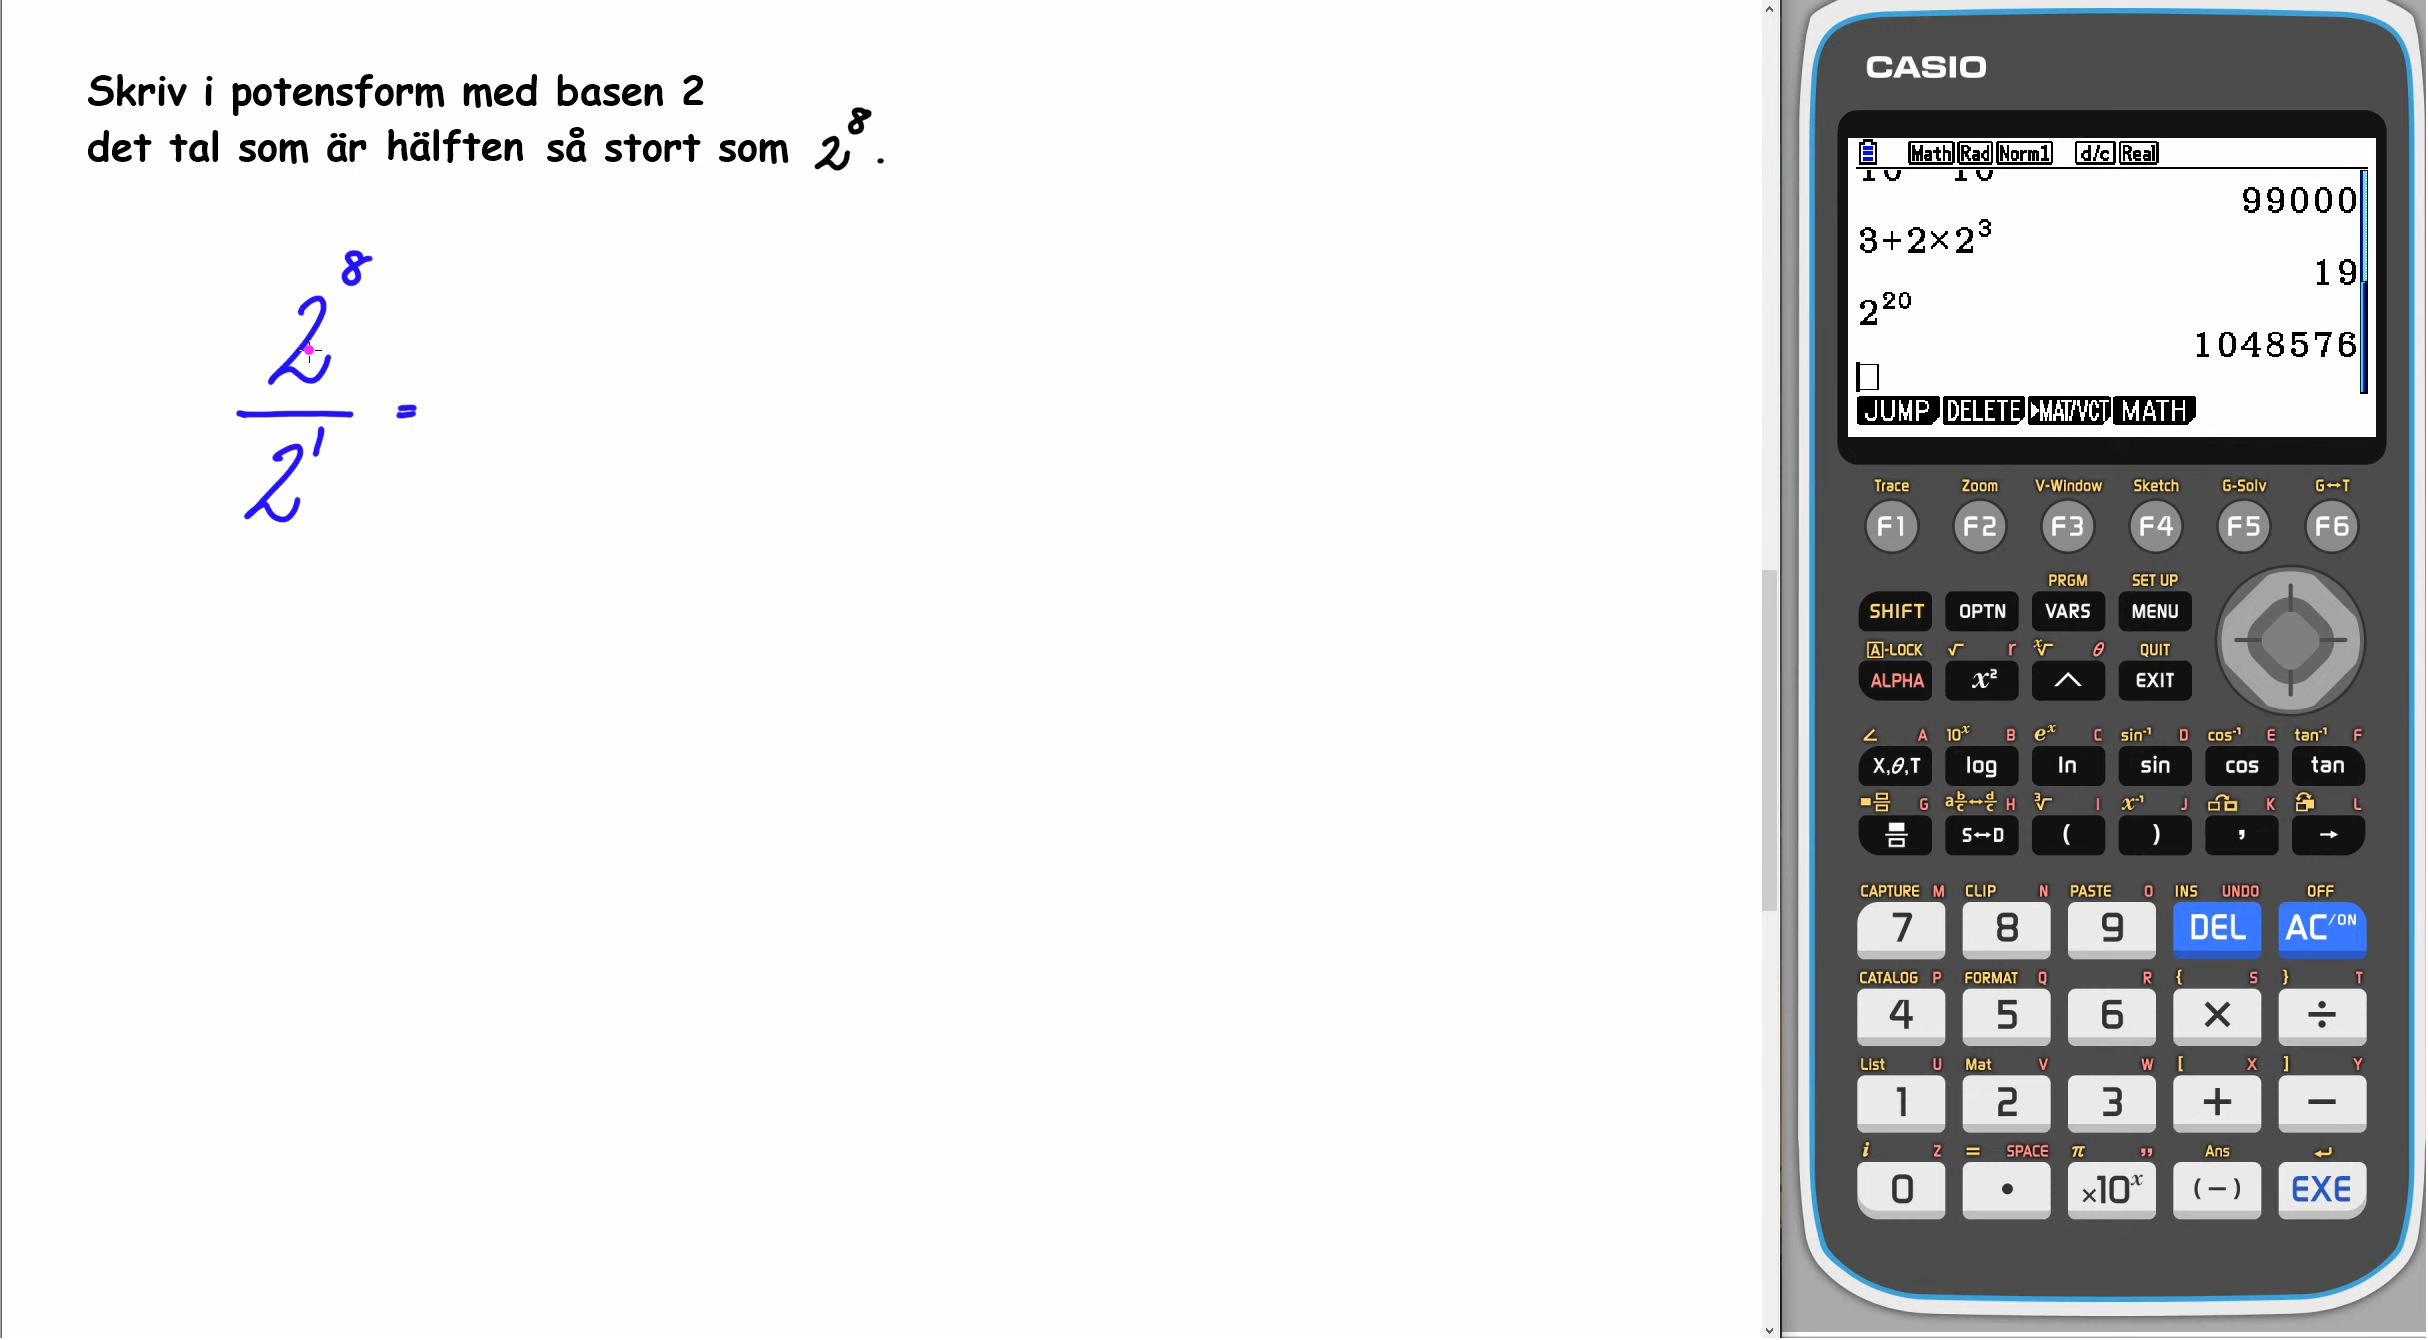 Skriv i potensform med basen 2
det tal som är hälften så stort som 2⁸.
2⁸
2¹ =
CASIO
Math Rad Norm1 d/c Real
99000
3+2×2³
19
2²⁰
1048576
JUMP DELETE ▶MAT/VCT MATH
Trace Zoom V-Window Sketch G-Solv G↔T
F1 F2 F3 F4 F5 F6
PRGM SET UP
SHIFT OPTN VARS MENU
A-LOCK √ r ˣ√ θ QUIT
ALPHA x² ^ EXIT
∠ A 10ˣ B eˣ C sin⁻¹ D cos⁻¹ E tan⁻¹ F
X,θ,T log ln sin cos tan
G a b/c↔d/c H ³√ I x⁻¹ J K L
S↔D ( ) , →
CAPTURE M CLIP N PASTE O INS UNDO OFF
7 8 9 DEL AC/ON
CATALOG P FORMAT Q R { S } T
4 5 6 × ÷
List U Mat V W [ X ] Y
1 2 3 + −
i Z = SPACE π ,, Ans ↵
0 • ×10ˣ (−) EXE